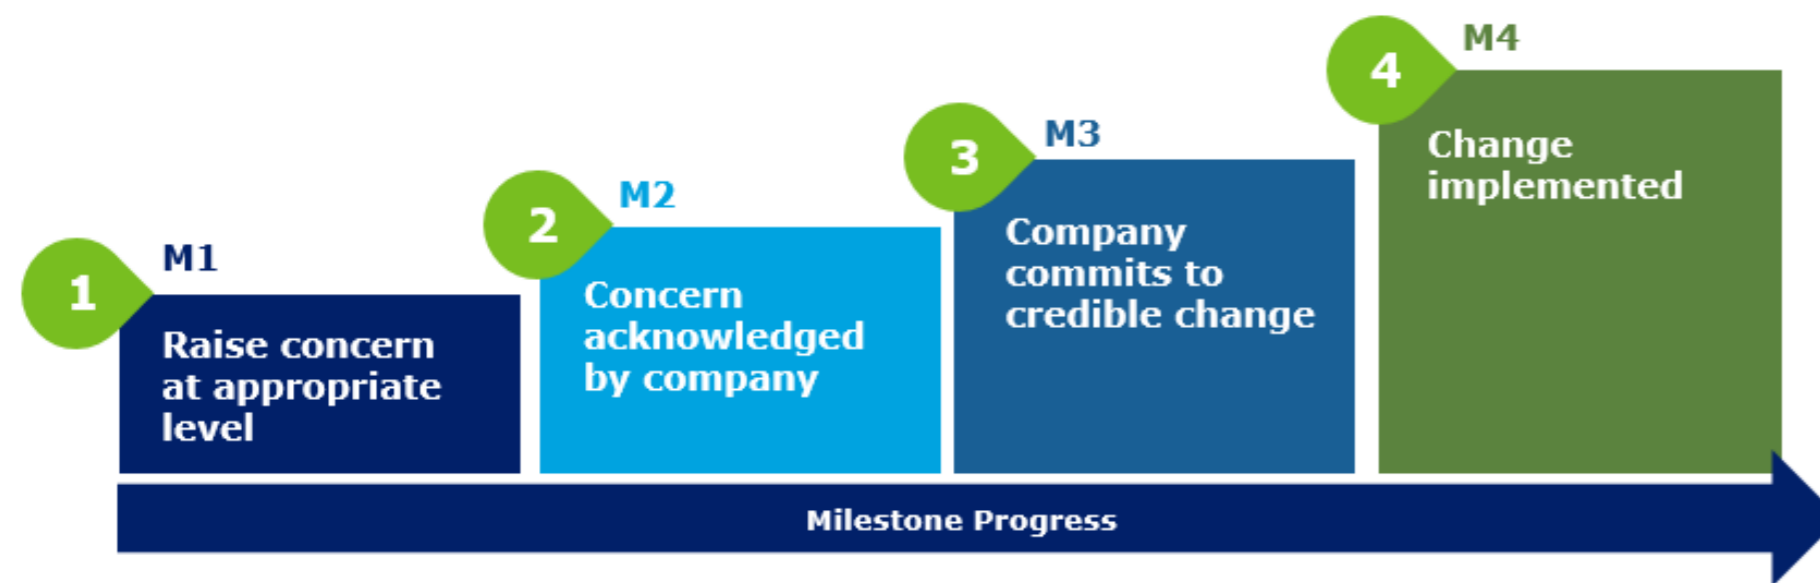 1
M1
Raise concern
at appropriate
level
2
M2
Concern
acknowledged
by company
3
M3
Company
commits to
credible change
4
M4
Change
implemented
Milestone Progress